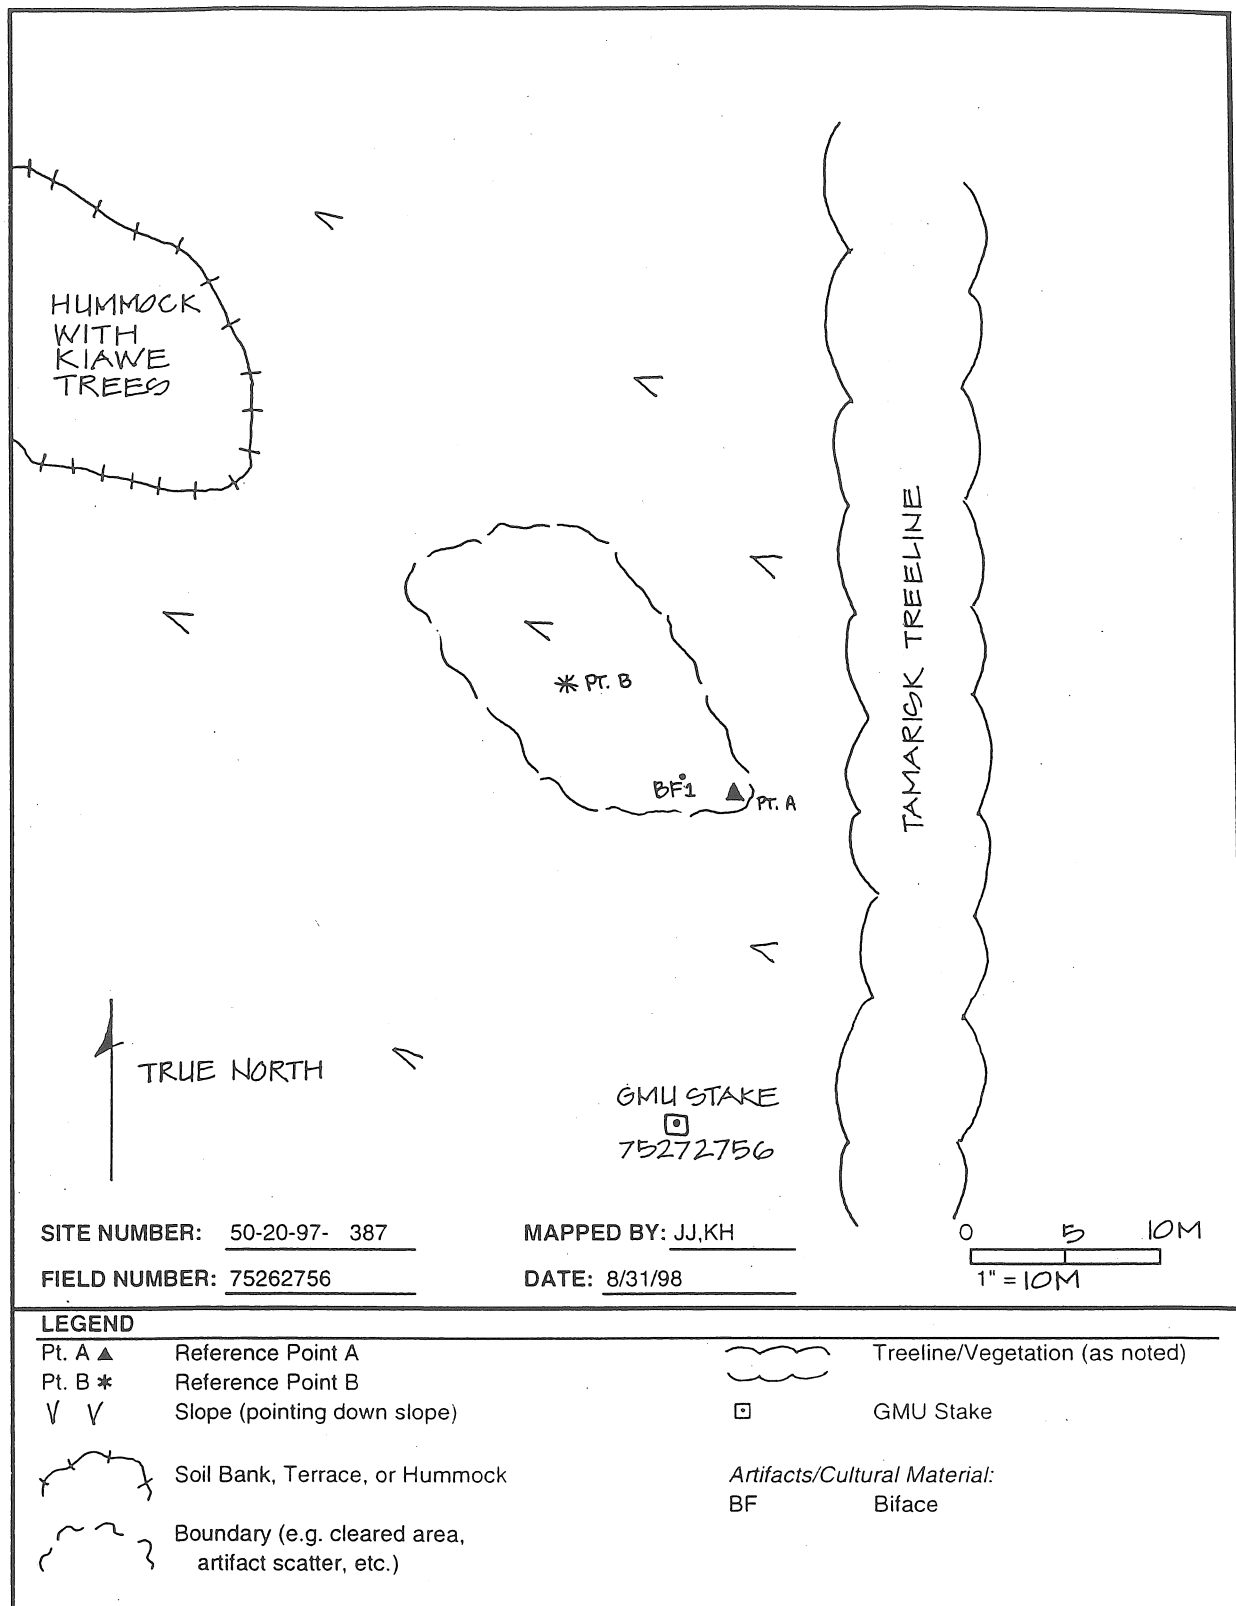 HUMMOCK
WITH
KIAWE
TREES
TAMARISK TREELINE
PT. B
BF1
PT. A
TRUE NORTH
GMU STAKE
75272756
SITE NUMBER: 50-20-97- 387
MAPPED BY: JJ,KH
0 5 10M
FIELD NUMBER: 75262756
DATE: 8/31/98
1" = 10M
LEGEND
Pt. A Reference Point A
Treeline/Vegetation (as noted)
Pt. B Reference Point B
Slope (pointing down slope)
GMU Stake
Soil Bank, Terrace, or Hummock
Artifacts/Cultural Material:
BF Biface
Boundary (e.g. cleared area,
artifact scatter, etc.)